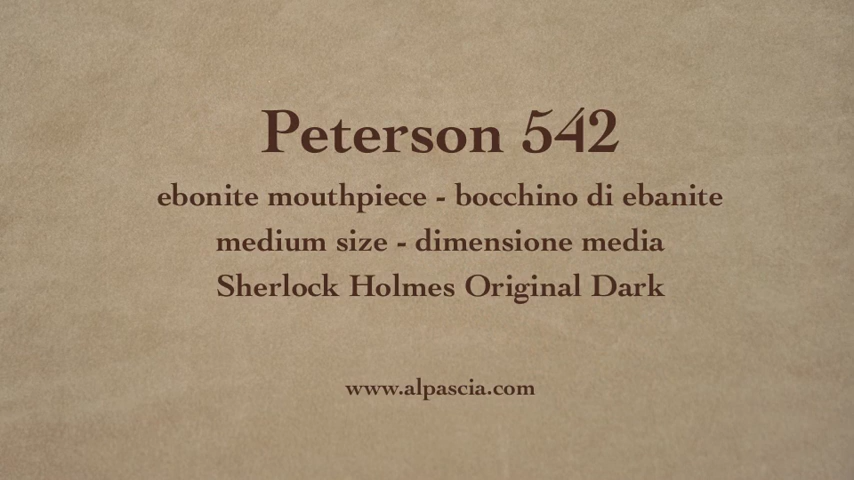 Peterson 542
ebonite mouthpiece - bocchino di ebanite
medium size - dimensione media
Sherlock Holmes Original Dark
www.alpascia.com